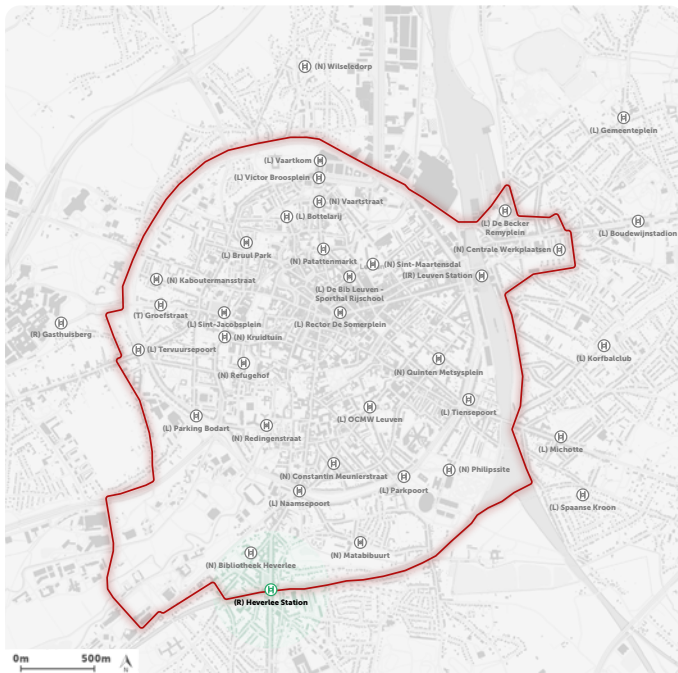 (N) Wilseledorp
(L) Gemeenteplein
(L) Vaartkom
(L) Victor Broosplein
(N) Vaartstraat
(L) Bottelarij
(L) De Becker
Remyplein
(L) Boudewijnstadion
(L) Bruul Park
(N) Patattenmarkt
(N) Centrale Werkplaatsen
(N) Sint-Maartensdal
(IR) Leuven Station
(N) Kaboutermansstraat
(L) De Bib Leuven -
Sporthal Rijschool
(T) Groefstraat
(L) Sint-Jacobsplein
(L) Rector De Somerplein
(R) Gasthuisberg
(N) Kruidtuin
(L) Tervuursepoort
(L) Korfbalclub
(N) Refugehof
(N) Quinten Metsysplein
(L) Tiensepoort
(L) Parking Bodart
(L) OCMW Leuven
(N) Redingenstraat
(L) Michotte
(N) Constantin Meunierstraat
(N) Philipssite
(L) Parkpoort
(L) Naamsepoort
(L) Spaanse Kroon
(N) Matabibuurt
(N) Bibliotheek Heverlee
(R) Heverlee Station
0m 500m
N